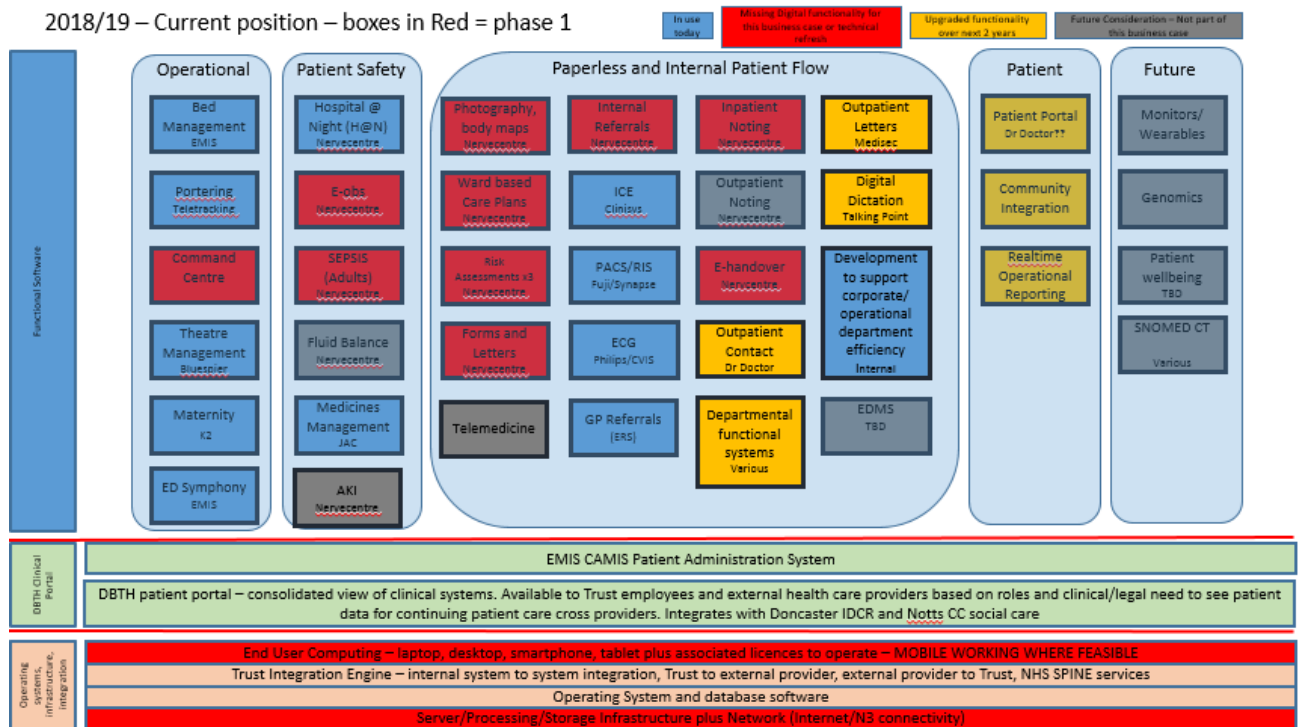 2018/19 – Current position – boxes in Red = phase 1
In use
today
Missing Digital functionality for
this business case or technical
refresh
Upgraded functionality
over next 2 years
Future Consideration – Not part of
this business case
Functional Software
Operational
Bed
Management
EMIS
Portering
Teletracking
Command
Centre
Theatre
Management
Bluespier
Maternity
K2
ED Symphony
EMIS
Patient Safety
Hospital @
Night (H@N)
Nervecentre
E-obs
Nervecentre
SEPSIS
(Adults)
Nervecentre
Fluid Balance
Nervecentre
Medicines
Management
JAC
AKI
Nervecentre
Paperless and Internal Patient Flow
Photography,
body maps
Nervecentre
Ward based
Care Plans
Nervecentre
Risk
Assessments x3
Nervecentre
Forms and
Letters
Nervecentre
Telemedicine
Internal
Referrals
Nervecentre
ICE
Clinisys
PACS/RIS
Fuji/Synapse
ECG
Philips/CVIS
GP Referrals
(ERS)
Inpatient
Noting
Nervecentre
Outpatient
Noting
Nervecentre
E-handover
Nervcentre
Outpatient
Contact
Dr Doctor
Departmental
functional
systems
Various
Outpatient
Letters
Medisec
Digital
Dictation
Talking Point
Development
to support
corporate/
operational
department
efficiency
Internal
EDMS
TBD
Patient
Patient Portal
Dr Doctor??
Community
Integration
Realtime
Operational
Reporting
Future
Monitors/
Wearables
Genomics
Patient
wellbeing
TBD
SNOMED CT
Various
DBTH Clinical
Portal
EMIS CAMIS Patient Administration System
DBTH patient portal – consolidated view of clinical systems. Available to Trust employees and external health care providers based on roles and clinical/legal need to see patient
data for continuing patient care cross providers. Integrates with Doncaster IDCR and Notts CC social care
Operating
systems,
infrastructure,
integration
End User Computing – laptop, desktop, smartphone, tablet plus associated licences to operate – MOBILE WORKING WHERE FEASIBLE
Trust Integration Engine – internal system to system integration, Trust to external provider, external provider to Trust, NHS SPINE services
Operating System and database software
Server/Processing/Storage Infrastructure plus Network (Internet/N3 connectivity)